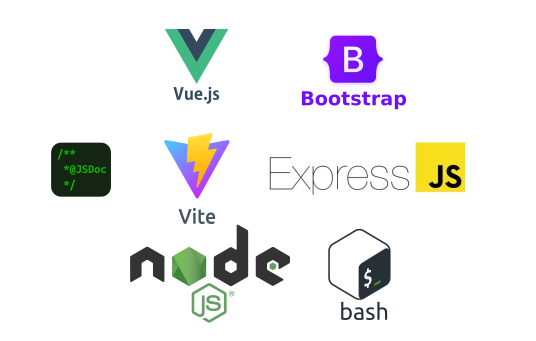 Vue.js
B
Bootstrap
/**
*@JSDoc
*/
Vite
Express JS
node
JS®
$_
bash